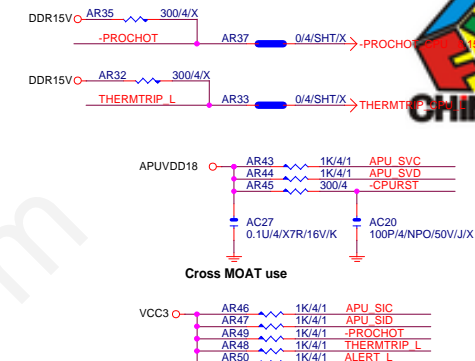 DDR15V AR35 300/4/X
-PROCHOT AR37 0/4/SHT/X -PROCHOT
DDR15V AR32 300/4/X
THERMTRIP_L AR33 0/4/SHT/X
APUVDD18 AR43 1K/4/1 APU_SVC
AR44 1K/4/1 APU_SVD
AR45 300/4 -CPURST
AC27 AC20
0.1U/4/X7R/16V/K 100P/4/NPO/50V/J/X
Cross MOAT use
VCC3 AR46 1K/4/1 APU_SIC
AR47 1K/4/1 APU_SID
AR49 1K/4/1 -PROCHOT
AR48 1K/4/1 THERMTRIP_L
AR50 1K/4/1 ALERT_L